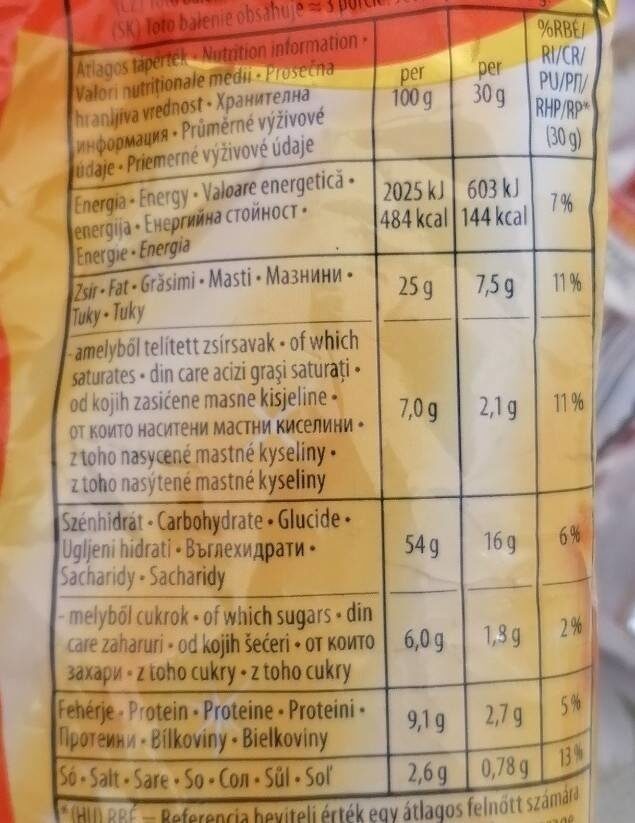 (SK) Toto balenie obsahuje ≈ 3
Átlagos tápérték • Nutrition information •
Valori nutriționale medii • Prosečna
hranljiva vrednost • Хранителна
информация • Průměrné výživové
údaje • Priemerné výživové údaje
per 100 g
per 30 g
%RBÉ/
RI/CR/
PU/РП/
RHP/RP*
(30 g)
Energia • Energy • Valoare energetică •
energija • Енергийна стойност •
Energie • Energia
2025 kJ 603 kJ
484 kcal 144 kcal
7%
Zsír • Fat • Grăsimi • Masti • Мазнини •
Tuky • Tuky
25 g 7,5 g 11%
- amelyből telített zsírsavak • of which
saturates • din care acizi grași saturați •
od kojih zasićene masne kisjeline •
от които наситени мастни киселини •
z toho nasycené mastné kyseliny •
z toho nasýtené mastné kyseliny
7,0 g 2,1 g 11%
Szénhidrát • Carbohydrate • Glucide •
Ugljeni hidrati • Въглехидрати •
Sacharidy • Sacharidy
54 g 16 g 6%
- melyből cukrok • of which sugars • din
care zaharuri • od kojih šećeri • от които
захари • z toho cukry • z toho cukry
6,0 g 1,8 g 2%
Fehérje • Protein • Proteine • Proteini •
Протеини • Bílkoviny • Bielkoviny
9,1 g 2,7 g 5%
Só • Salt • Sare • So • Сол • Sůl • Soľ
2,6 g 0,78 g 13%
*(HU) RBÉ – Referencia beviteli érték egy átlagos felnőtt számára